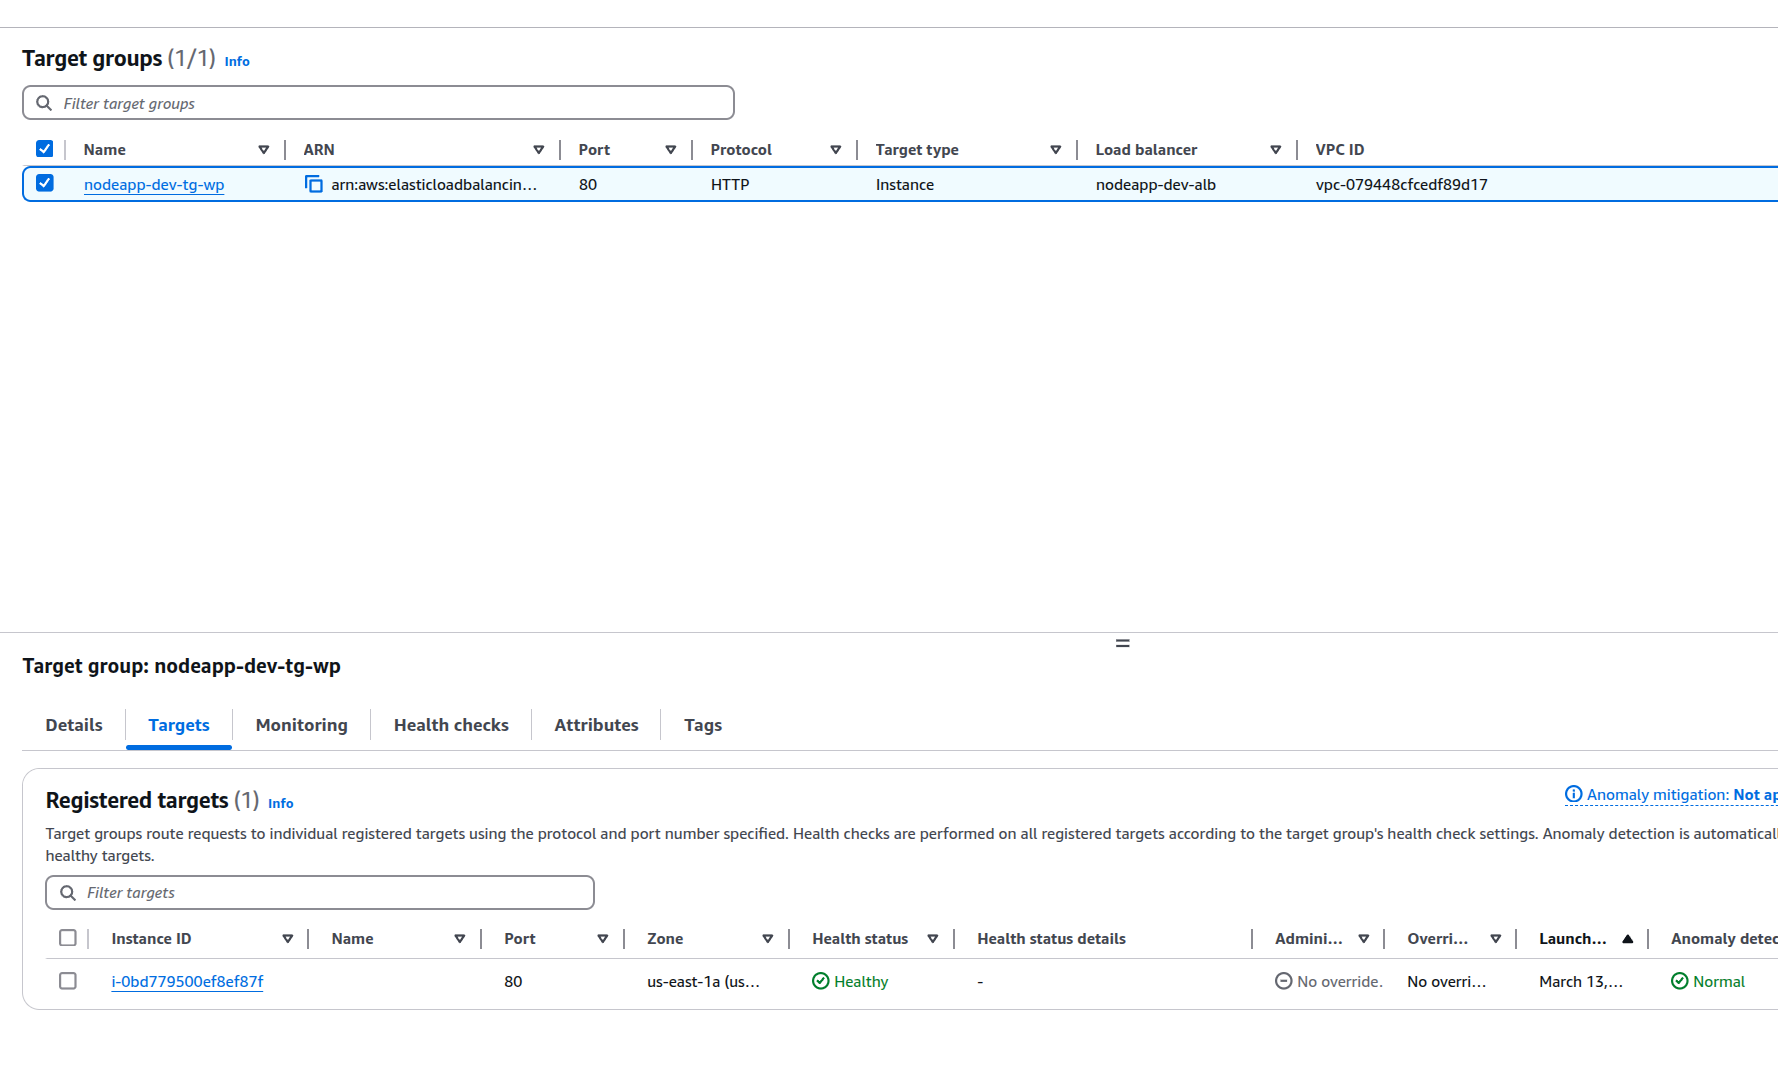 Target groups (1/1) Info
Filter target groups
Name ARN Port Protocol Target type Load balancer VPC ID
nodeapp-dev-tg-wp arn:aws:elasticloadbalancin... 80 HTTP Instance nodeapp-dev-alb vpc-079448cfcedf89d17
Target group: nodeapp-dev-tg-wp
Details Targets Monitoring Health checks Attributes Tags
Registered targets (1) Info
Anomaly mitigation: Not ap
Target groups route requests to individual registered targets using the protocol and port number specified. Health checks are performed on all registered targets according to the target group's health check settings. Anomaly detection is automaticall
healthy targets.
Filter targets
Instance ID Name Port Zone Health status Health status details Admini... Overri... Launch... Anomaly detec
i-0bd779500ef8ef87f 80 us-east-1a (us... Healthy - No override. No overri... March 13,... Normal